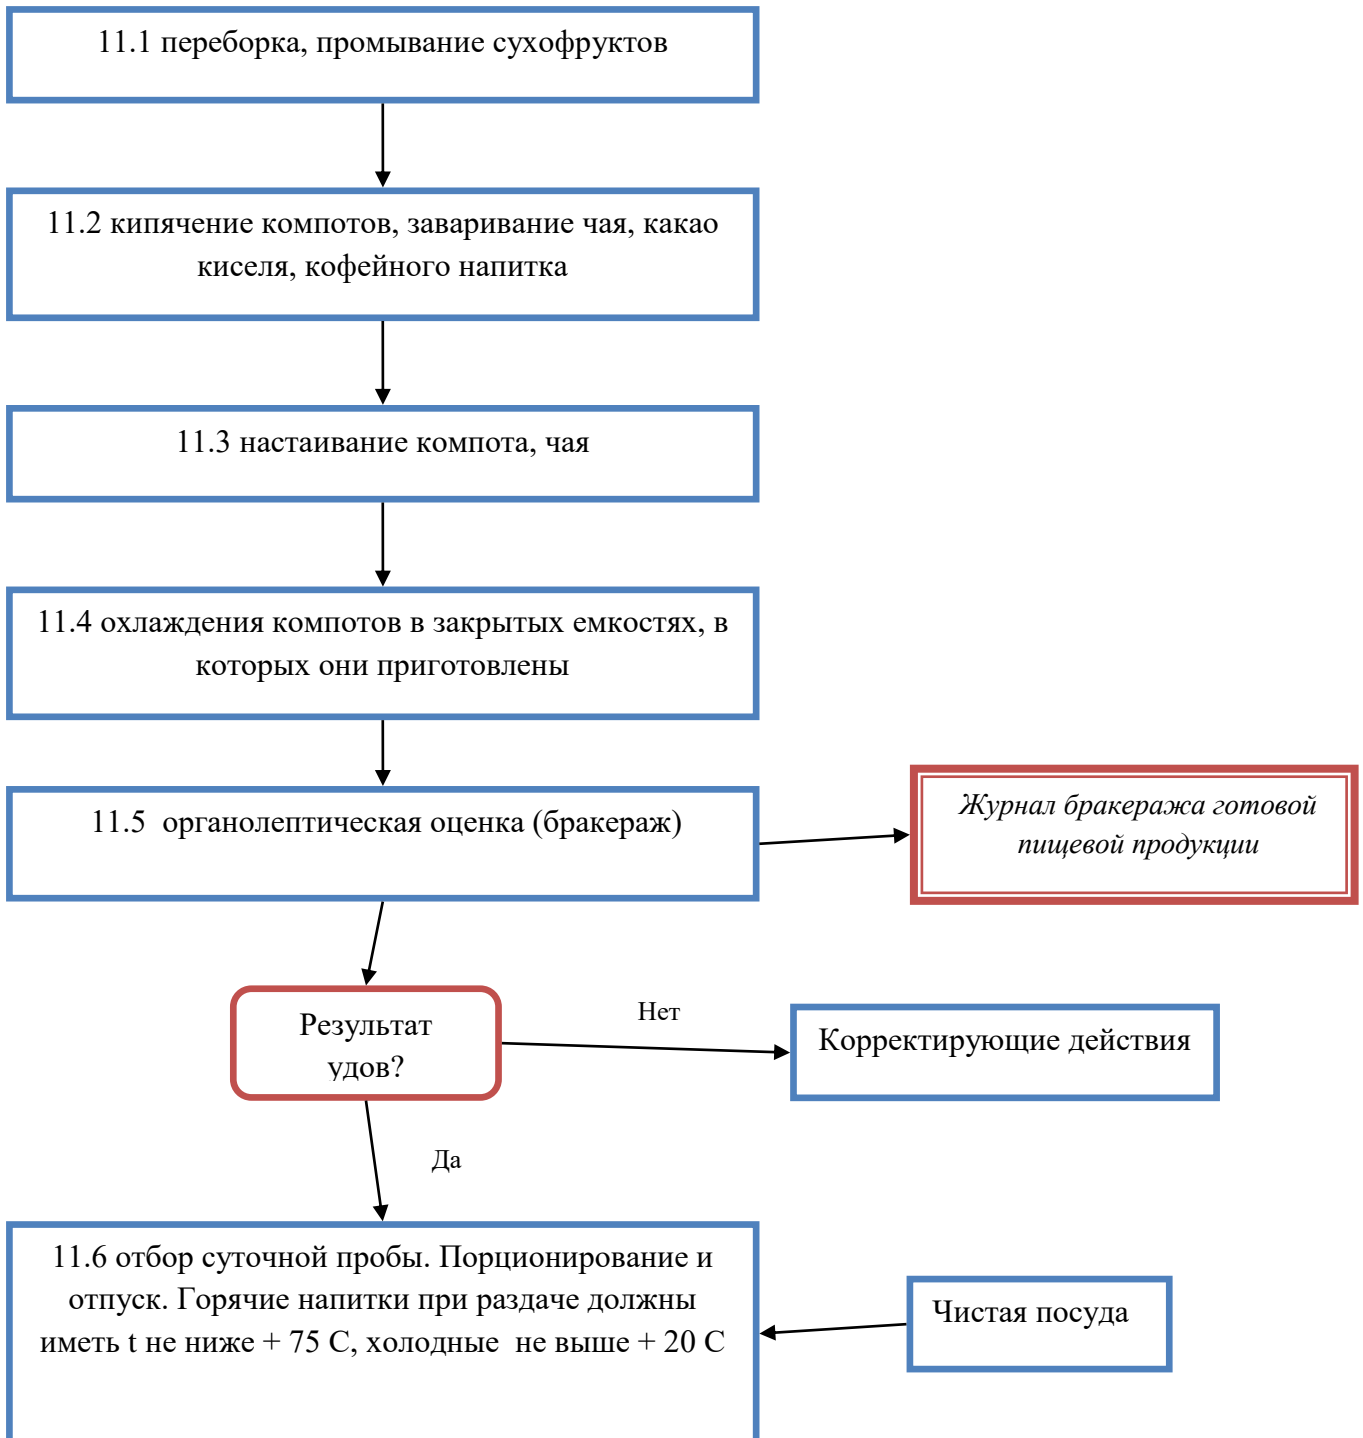 11.1 переборка, промывание сухофруктов
11.2 кипячение компотов, заваривание чая, какао
киселя, кофейного напитка
11.3 настаивание компота, чая
11.4 охлаждения компотов в закрытых емкостях, в
которых они приготовлены
11.5 органолептическая оценка (бракераж)
Журнал бракеража готовой
пищевой продукции
Результат
удов?
Нет
Корректирующие действия
Да
11.6 отбор суточной пробы. Порционирование и
отпуск. Горячие напитки при раздаче должны
иметь t не ниже + 75 С, холодные не выше + 20 С
Чистая посуда